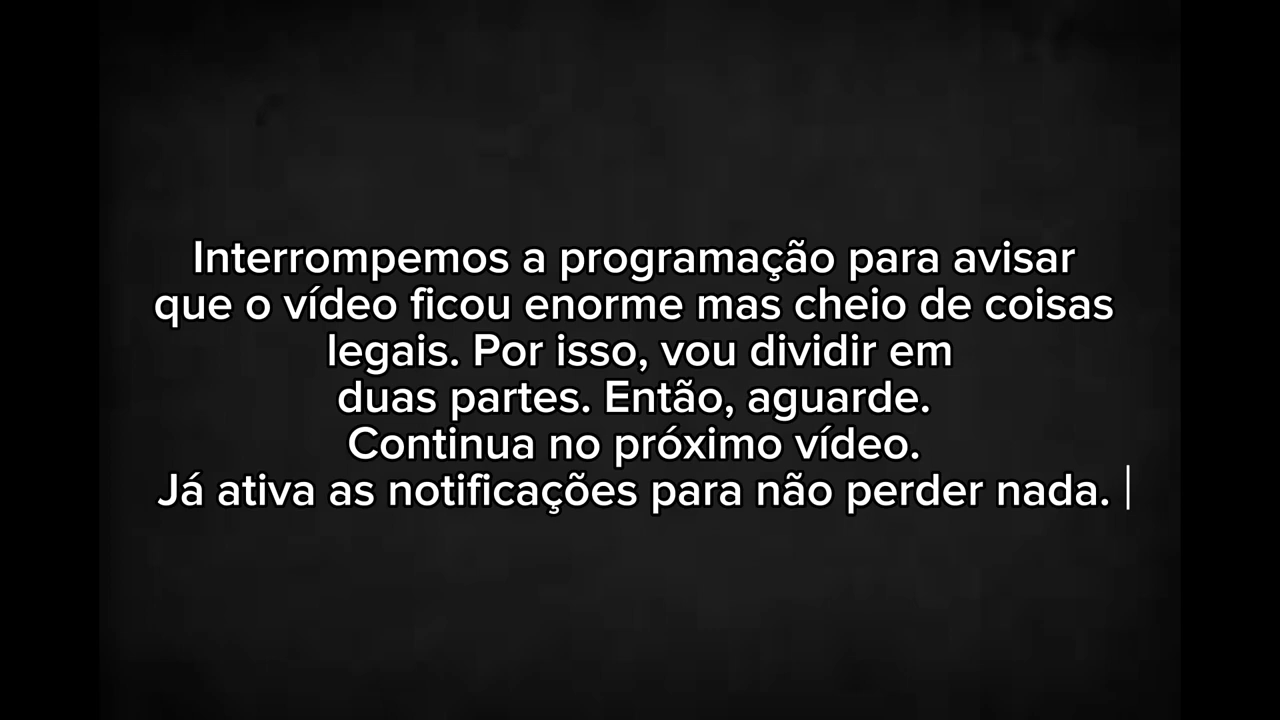 Interrompemos a programação para avisar
que o vídeo ficou enorme mas cheio de coisas
legais. Por isso, vou dividir em
duas partes. Então, aguarde.
Continua no próximo vídeo.
Já ativa as notificações para não perder nada.